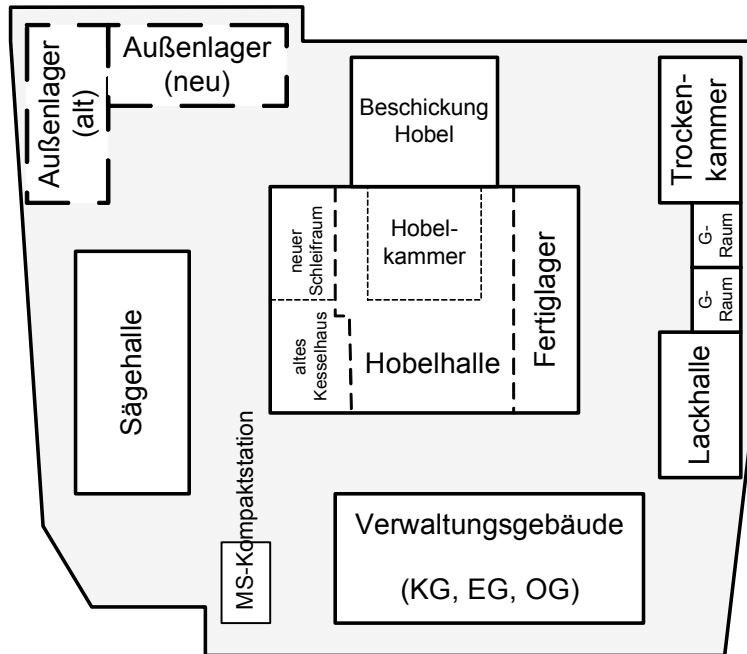 Außenlager
(alt)
Außenlager
(neu)
Beschickung
Hobel
Trocken-
kammer
neuer
Schleifraum
Hobel-
kammer
Fertiglager
G-
Raum
G-
Raum
Sägehalle
altes
Kesselhaus
Hobelhalle
Lackhalle
MS-Kompaktstation
Verwaltungsgebäude
(KG, EG, OG)